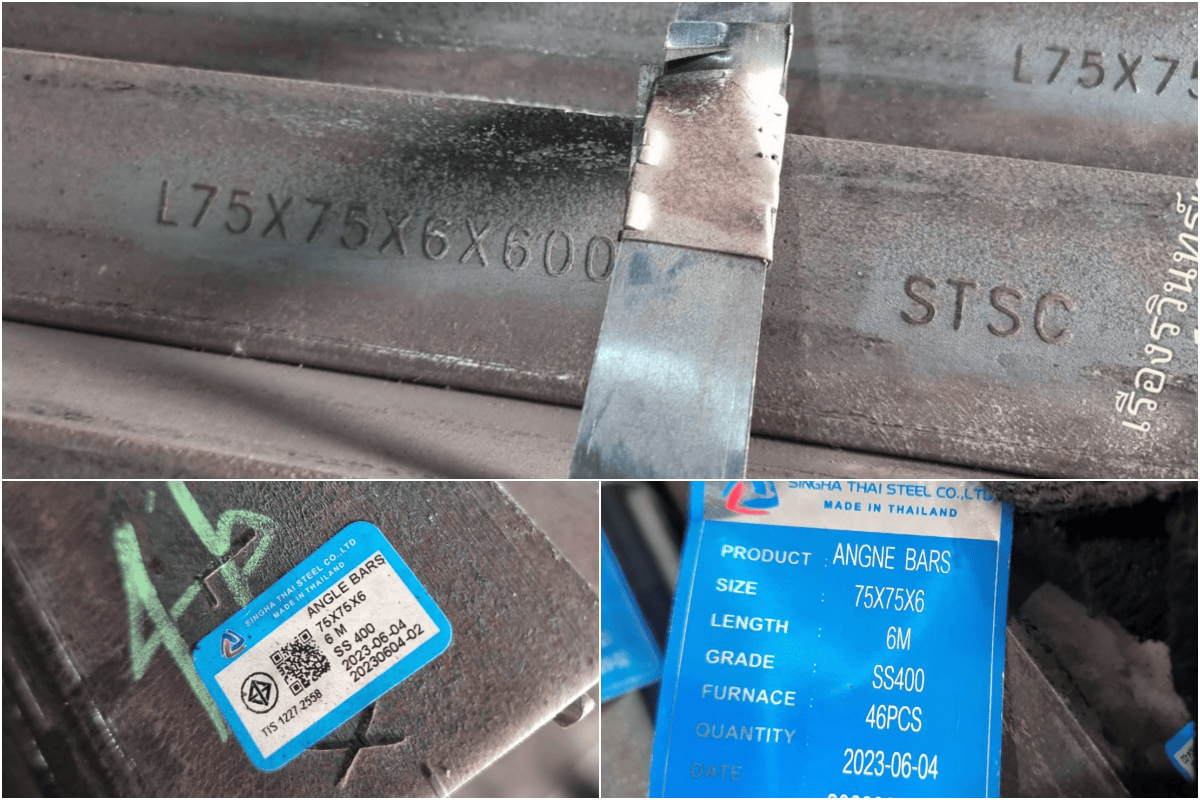 L75X75
L75X75X6X600
STSC
เรืองรวินทร์
4'b
SINGHA THAI STEEL CO.,LTD
MADE IN THAILAND
ANGLE BARS
75X75X6
6 M
SS 400
2023-06-04
20230604-02
TIS 1227-2558
SINGHA THAI STEEL CO.,LTD
MADE IN THAILAND
PRODUCT : ANGNE BARS
SIZE : 75X75X6
LENGTH : 6M
GRADE : SS400
FURNACE : 46PCS
QUANTITY : 2023-06-04
DATE